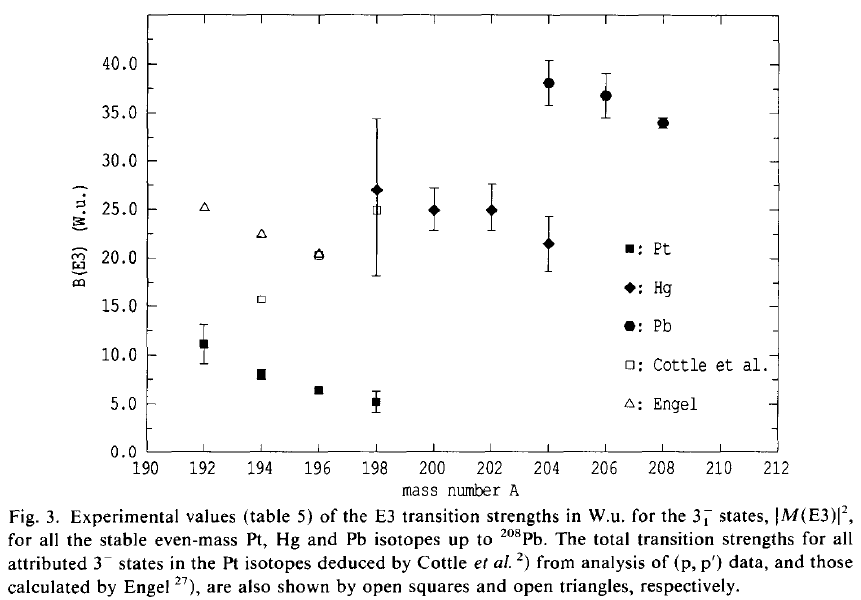 40.0
35.0
30.0
25.0
20.0
15.0
10.0
5.0
0.0
B(E3) (W.u.)
■: Pt
◆: Hg
●: Pb
□: Cottle et al.
△: Engel
190 192 194 196 198 200 202 204 206 208 210 212
mass number A
Fig. 3. Experimental values (table 5) of the E3 transition strengths in W.u. for the 3₁⁻ states, |M(E3)|²,
for all the stable even-mass Pt, Hg and Pb isotopes up to ²⁰⁸Pb. The total transition strengths for all
attributed 3⁻ states in the Pt isotopes deduced by Cottle et al. ²) from analysis of (p, p′) data, and those
calculated by Engel ²⁷), are also shown by open squares and open triangles, respectively.